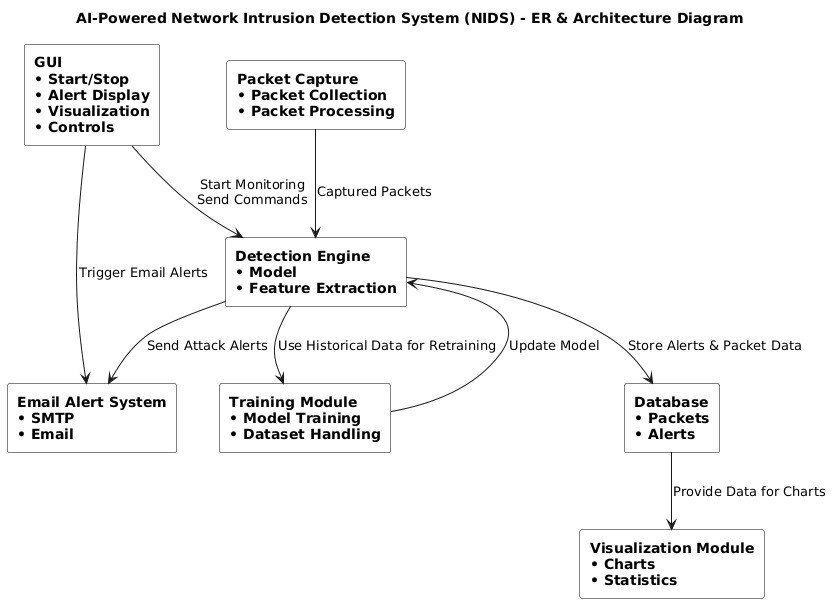 AI-Powered Network Intrusion Detection System (NIDS) - ER & Architecture Diagram
GUI
• Start/Stop
• Alert Display
• Visualization
• Controls
Packet Capture
• Packet Collection
• Packet Processing
Start Monitoring
Send Commands
Captured Packets
Trigger Email Alerts
Detection Engine
• Model
• Feature Extraction
Send Attack Alerts
Use Historical Data for Retraining
Update Model
Store Alerts & Packet Data
Email Alert System
• SMTP
• Email
Training Module
• Model Training
• Dataset Handling
Database
• Packets
• Alerts
Provide Data for Charts
Visualization Module
• Charts
• Statistics